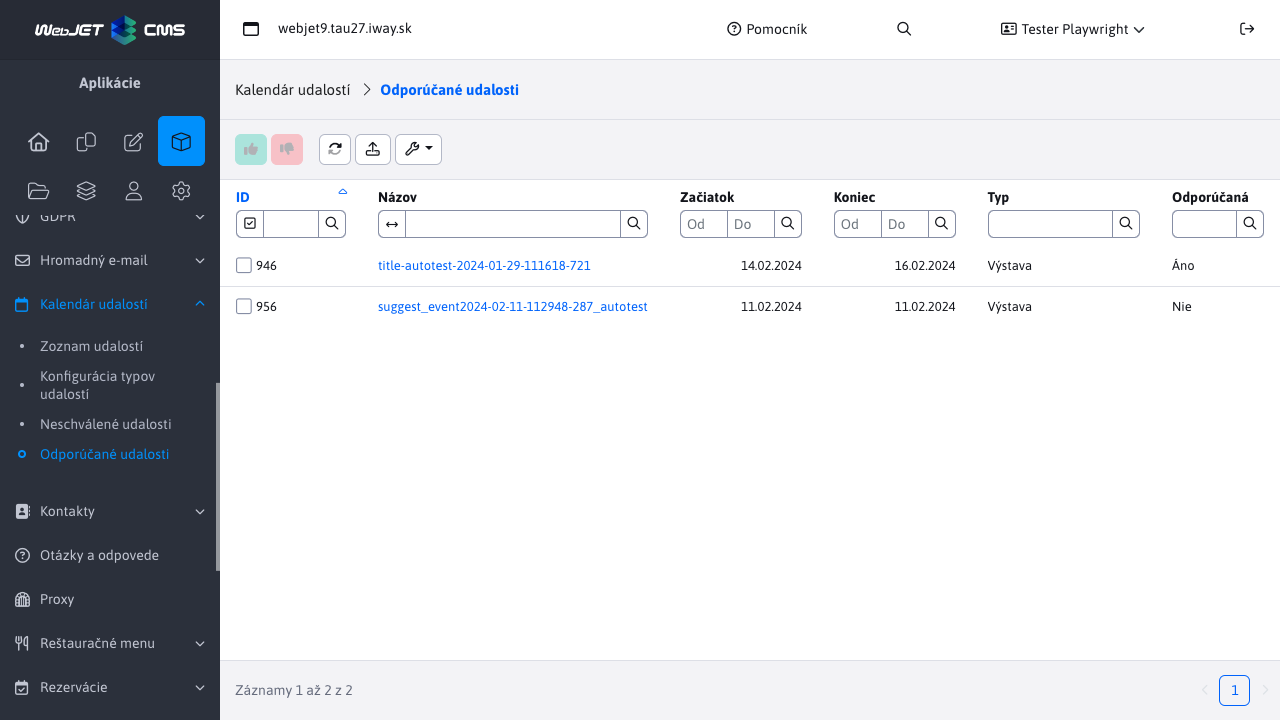 WebJET CMS
webjet9.tau27.iway.sk
Pomocník
Tester Playwright
Aplikácie
GDPR
Hromadný e-mail
Kalendár udalostí
Zoznam udalostí
Konfigurácia typov
udalostí
Neschválené udalosti
Odporúčané udalosti
Kontakty
Otázky a odpovede
Proxy
Reštauračné menu
Rezervácie
Kalendár udalostí
Odporúčané udalosti
ID Názov Začiatok Koniec Typ Odporúčaná
Od Do Od Do
946 title-autotest-2024-01-29-111618-721 14.02.2024 16.02.2024 Výstava Áno
956 suggest_event2024-02-11-112948-287_autotest 11.02.2024 11.02.2024 Výstava Nie
Záznamy 1 až 2 z 2
1